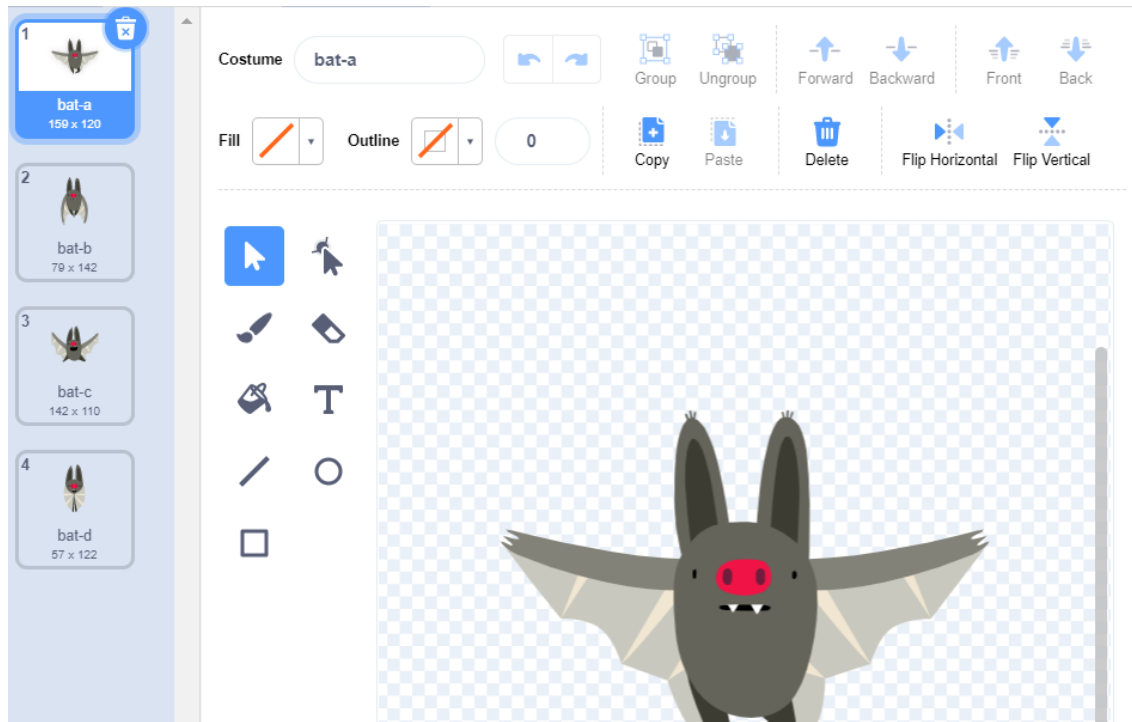 1
bat-a
159 x 120
2
bat-b
79 x 142
3
bat-c
142 x 110
4
bat-d
57 x 122
Costume bat-a
Group Ungroup Forward Backward Front Back
Fill Outline 0
Copy Paste Delete Flip Horizontal Flip Vertical
T